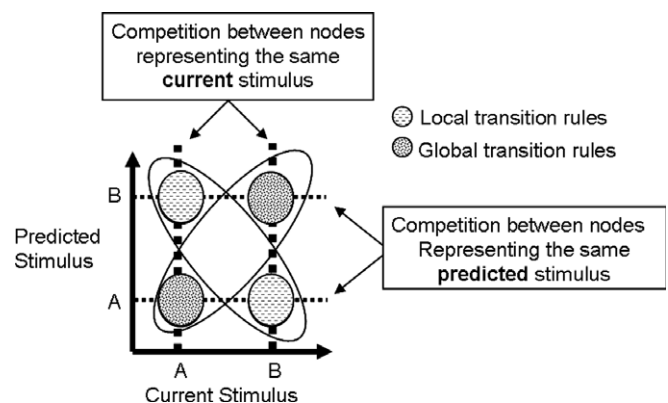 Competition between nodes
representing the same
current stimulus
Local transition rules
Global transition rules
Competition between nodes
Representing the same
predicted stimulus
B
Predicted
Stimulus
A
A
B
Current Stimulus